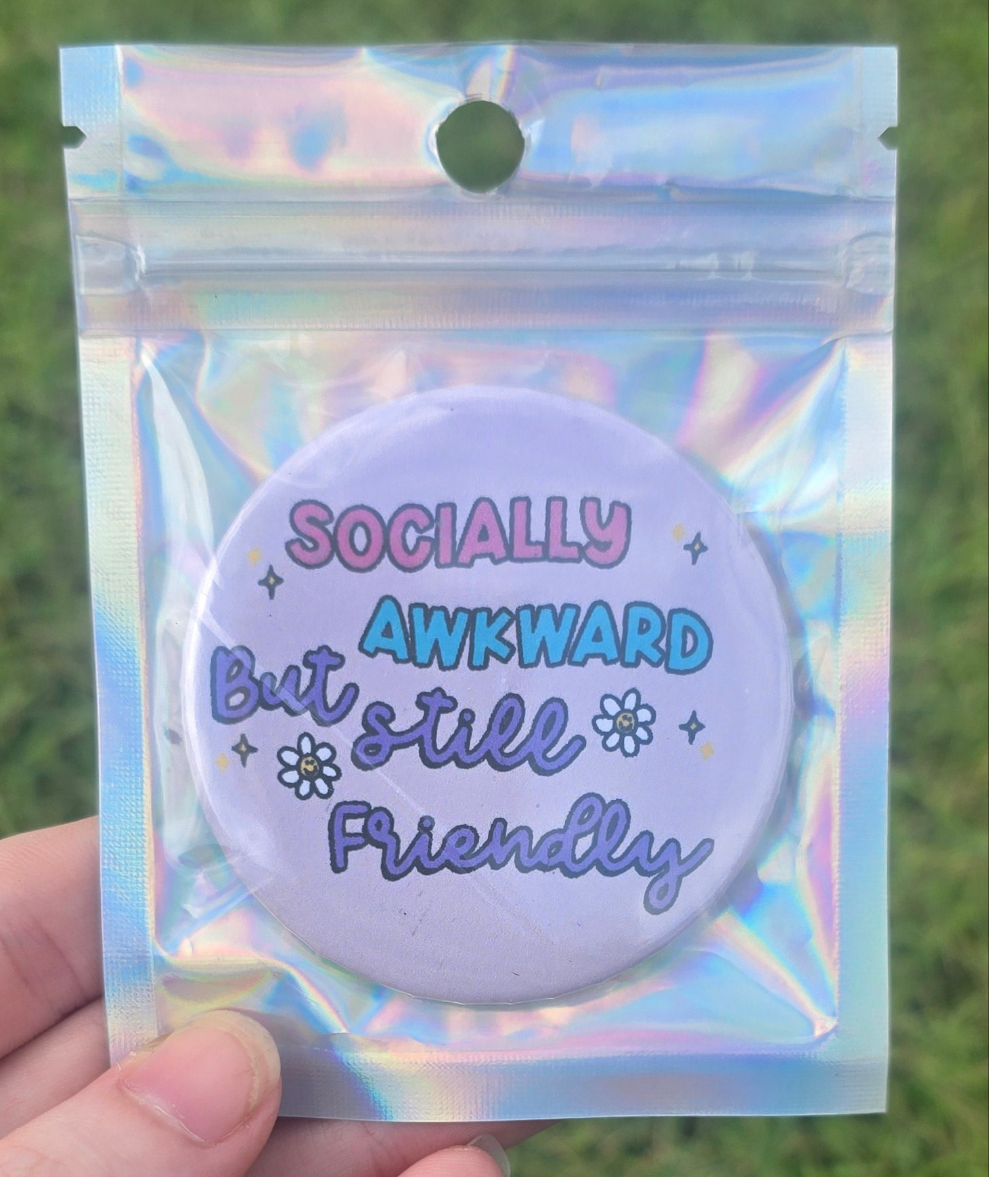 SOCIALLY
AWKWARD
But still
Friendly